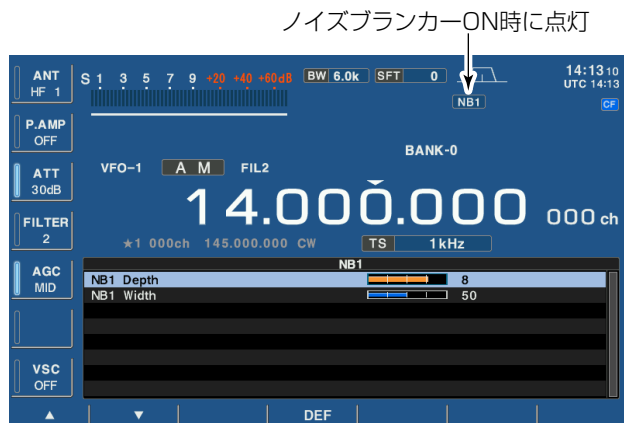 ノイズブランカーON時に点灯
ANT
HF 1
S 1 3 5 7 9 +20 +40 +60dB
BW 6.0k SFT 0
14:13 10
UTC 14:13
NB1
CF
P.AMP
OFF
BANK-0
ATT
30dB
VFO-1 A M FIL2
14.000.000 000 ch
FILTER
2
★1 000ch 145.000.000 CW TS 1kHz
AGC
MID
NB1
NB1 Depth 8
NB1 Width 50
VSC
OFF
▲ ▼ DEF